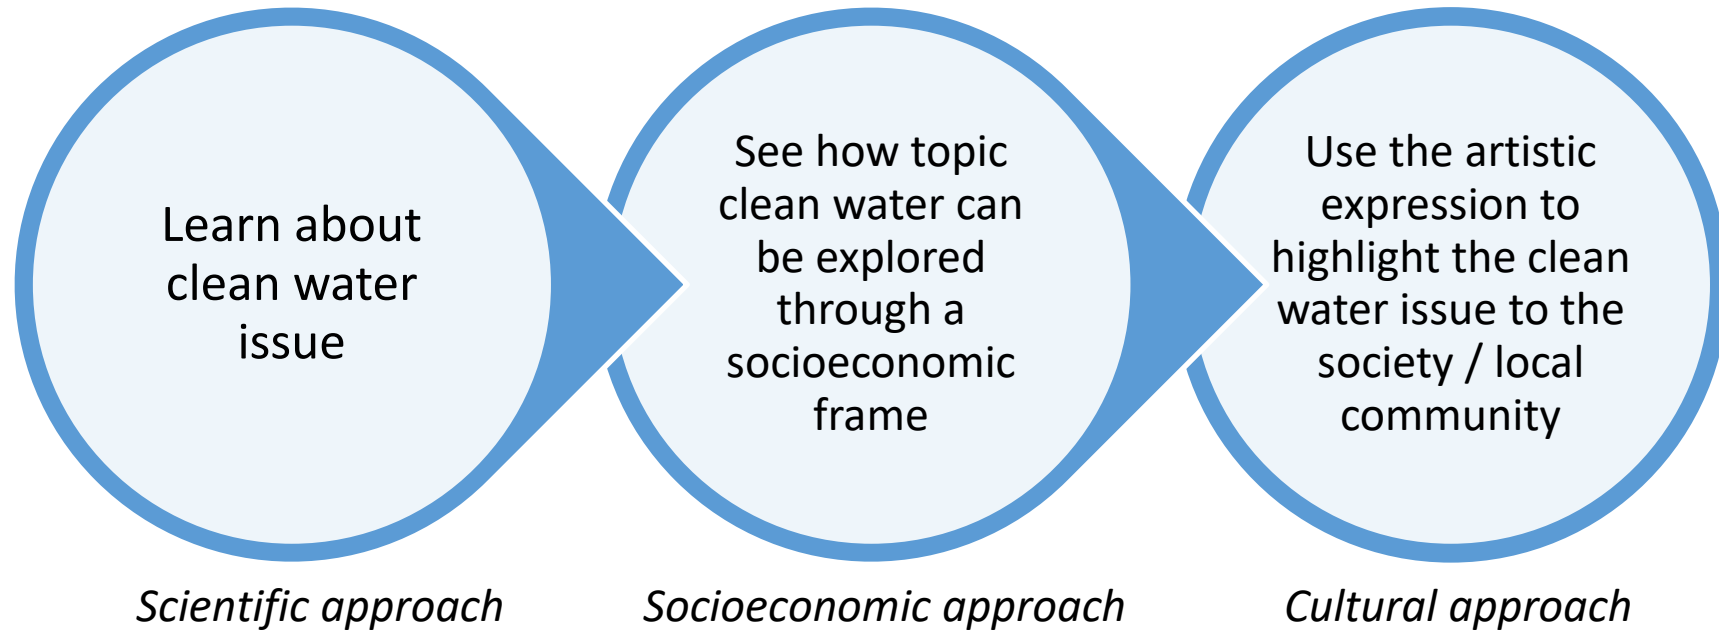 Learn about
clean water
issue
See how topic
clean water can
be explored
through a
socioeconomic
frame
Use the artistic
expression to
highlight the clean
water issue to the
society / local
community
Scientific approach
Socioeconomic approach
Cultural approach